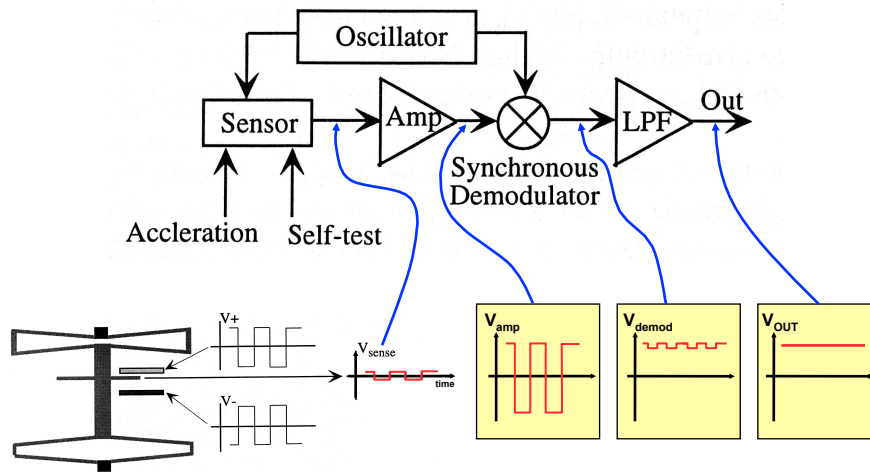 Oscillator
Sensor
Amp
LPF
Out
Synchronous
Demodulator
Accleration
Self-test
V+
V-
Vsense
time
Vamp
Vdemod
VOUT